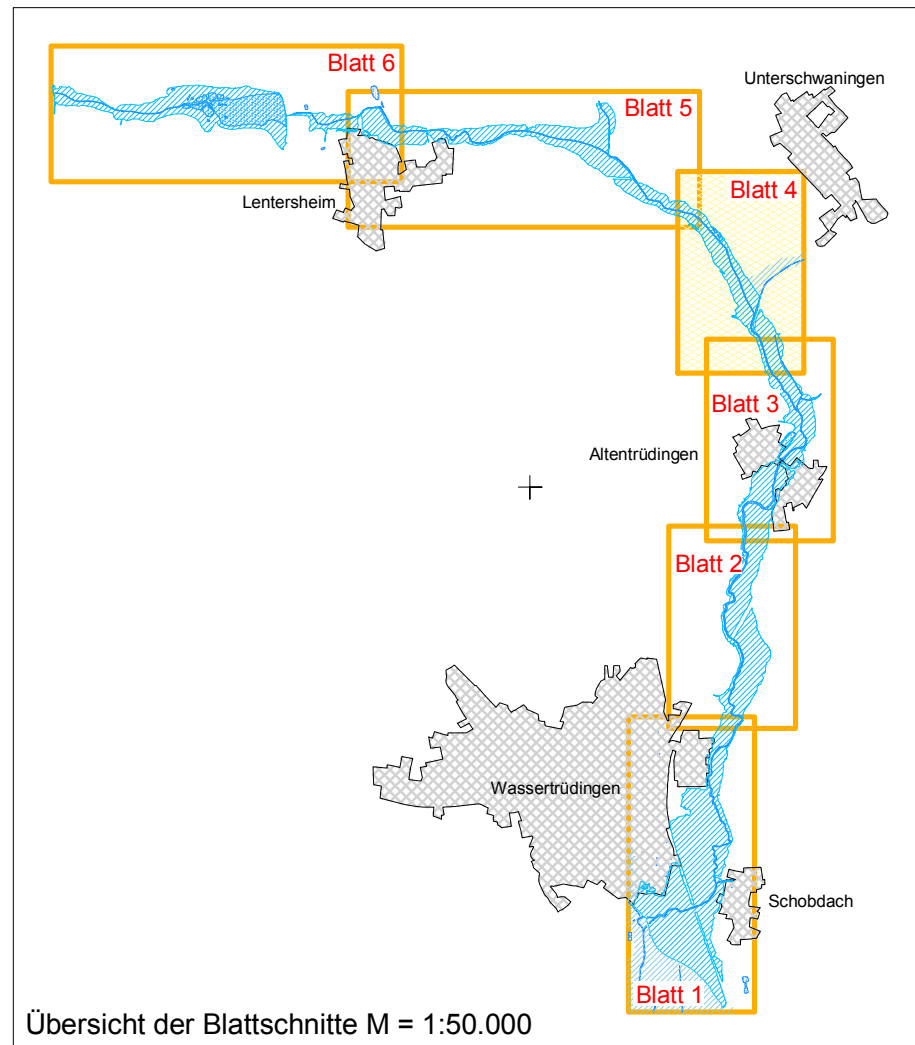 Blatt 6
Unterschwaningen
Blatt 5
Blatt 4
Lentersheim
Blatt 3
Altentrüdingen
Blatt 2
Wassertrüdingen
Schobdach
Blatt 1
Übersicht der Blattschnitte M = 1:50.000